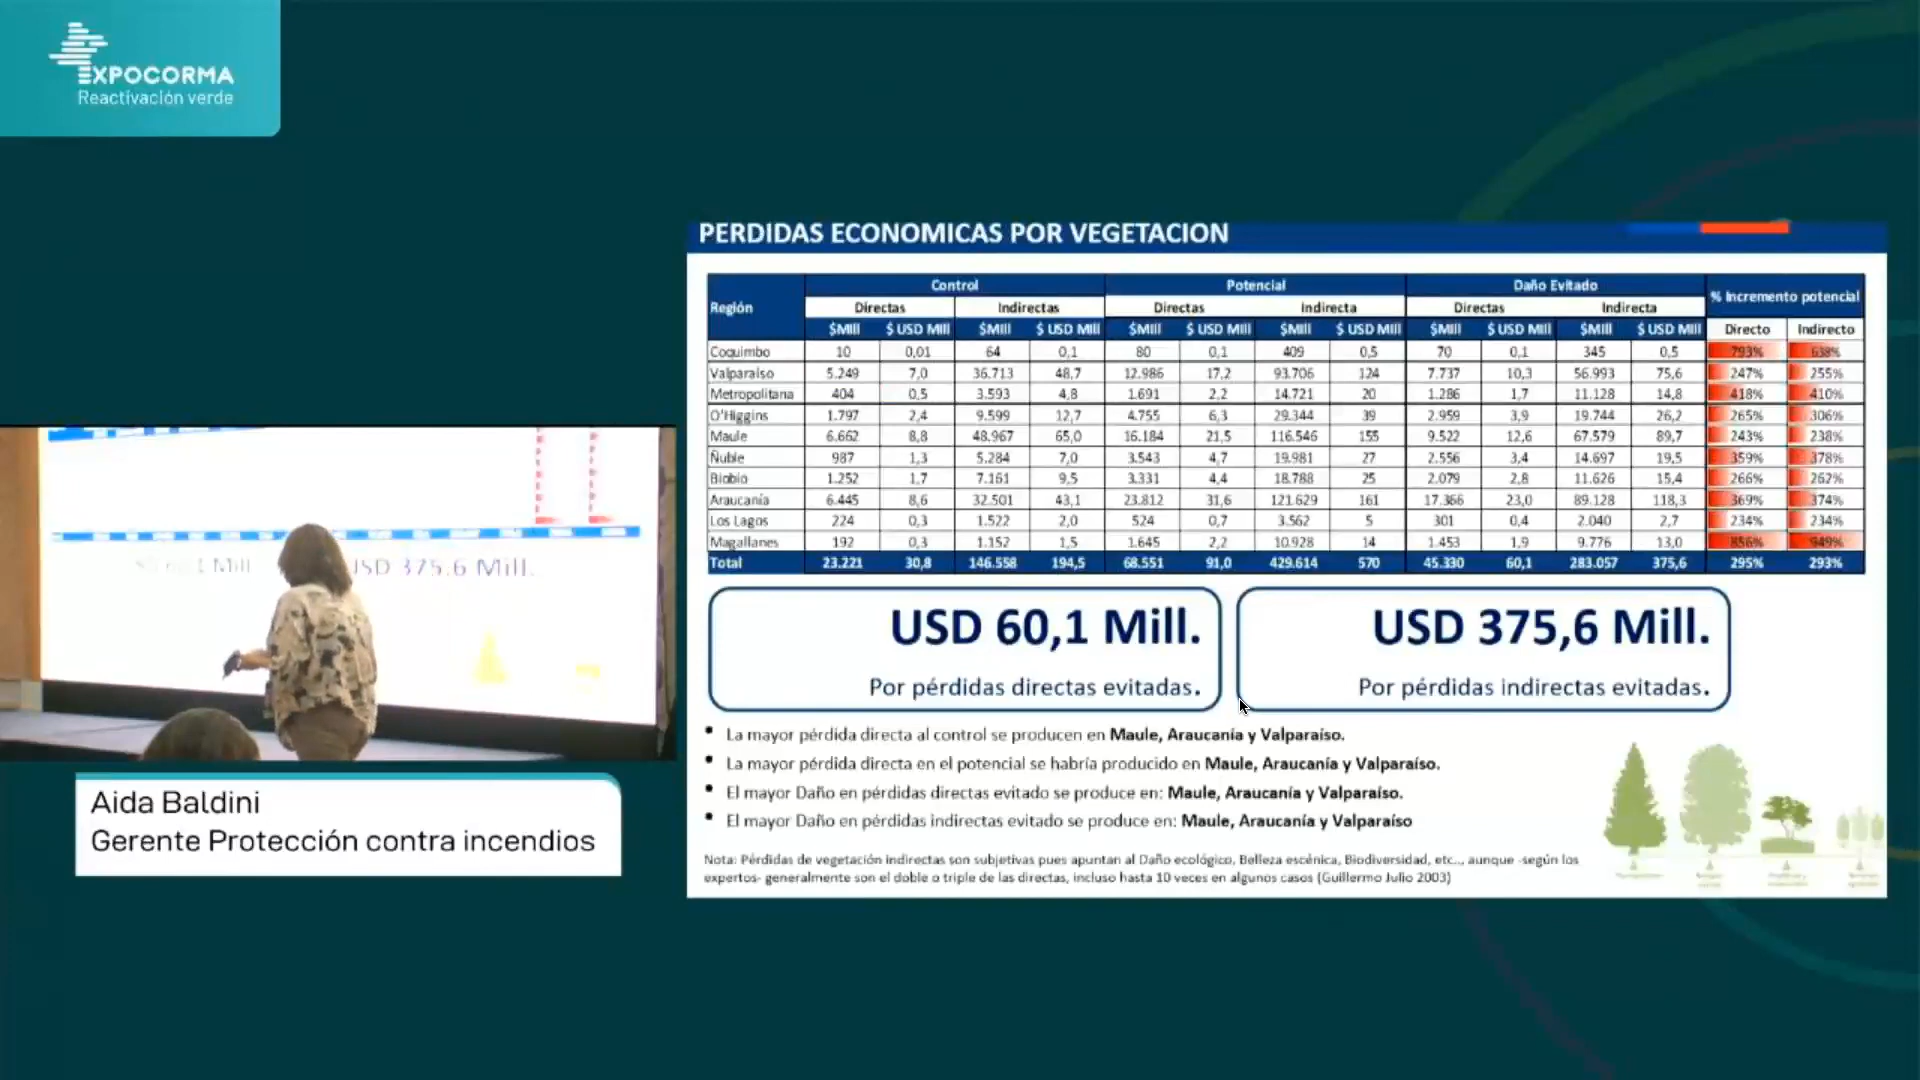 EXPOCORMA
Reactivación verde
USD 375,6 Mill.
Aida Baldini
Gerente Protección contra incendios
PERDIDAS ECONOMICAS POR VEGETACION
Región Control Potencial Daño Evitado % Incremento potencial
Directas Indirectas Directas Indirecta Directas Indirecta
$Mill $ USD Mill $Mill $ USD Mill $Mill $ USD Mill $Mill $ USD Mill $Mill $ USD Mill $Mill $ USD Mill Directo Indirecto
Coquimbo 10 0,01 64 0,1 80 0,1 409 0,5 70 0,1 345 0,5 793% 638%
Valparaíso 5.249 7,0 36.713 48,7 12.986 17,2 93.706 124 7.737 10,3 56.993 75,6 247% 255%
Metropolitana 404 0,5 3.593 4,8 1.691 2,2 14.721 20 1.286 1,7 11.128 14,8 418% 410%
O'Higgins 1.797 2,4 9.599 12,7 4.755 6,3 29.344 39 2.959 3,9 19.744 26,2 265% 306%
Maule 6.662 8,8 48.967 65,0 16.184 21,5 116.546 155 9.522 12,6 67.579 89,7 243% 238%
Ñuble 987 1,3 5.284 7,0 3.543 4,7 19.981 27 2.556 3,4 14.697 19,5 359% 378%
Biobío 1.252 1,7 7.161 9,5 3.331 4,4 18.788 25 2.079 2,8 11.626 15,4 266% 262%
Araucanía 6.445 8,6 32.501 43,1 23.812 31,6 121.629 161 17.366 23,0 89.128 118,3 369% 374%
Los Lagos 224 0,3 1.522 2,0 524 0,7 3.562 5 301 0,4 2.040 2,7 234% 234%
Magallanes 192 0,3 1.152 1,5 1.645 2,2 10.928 14 1.453 1,9 9.776 13,0 856% 949%
Total 23.221 30,8 146.558 194,5 68.551 91,0 429.614 570 45.330 60,1 283.057 375,6 295% 293%
USD 60,1 Mill.
Por pérdidas directas evitadas.
USD 375,6 Mill.
Por pérdidas indirectas evitadas.
• La mayor pérdida directa al control se producen en Maule, Araucanía y Valparaíso.
• La mayor pérdida directa en el potencial se habría producido en Maule, Araucanía y Valparaíso.
• El mayor Daño en pérdidas directas evitado se produce en: Maule, Araucanía y Valparaíso.
• El mayor Daño en pérdidas indirectas evitado se produce en: Maule, Araucanía y Valparaíso
Nota: Pérdidas de vegetación indirectas son subjetivas pues apuntan al Daño ecológico, Belleza escénica, Biodiversidad, etc.., aunque -según los
expertos- generalmente son el doble o triple de las directas, incluso hasta 10 veces en algunos casos (Guillermo Julio 2003)